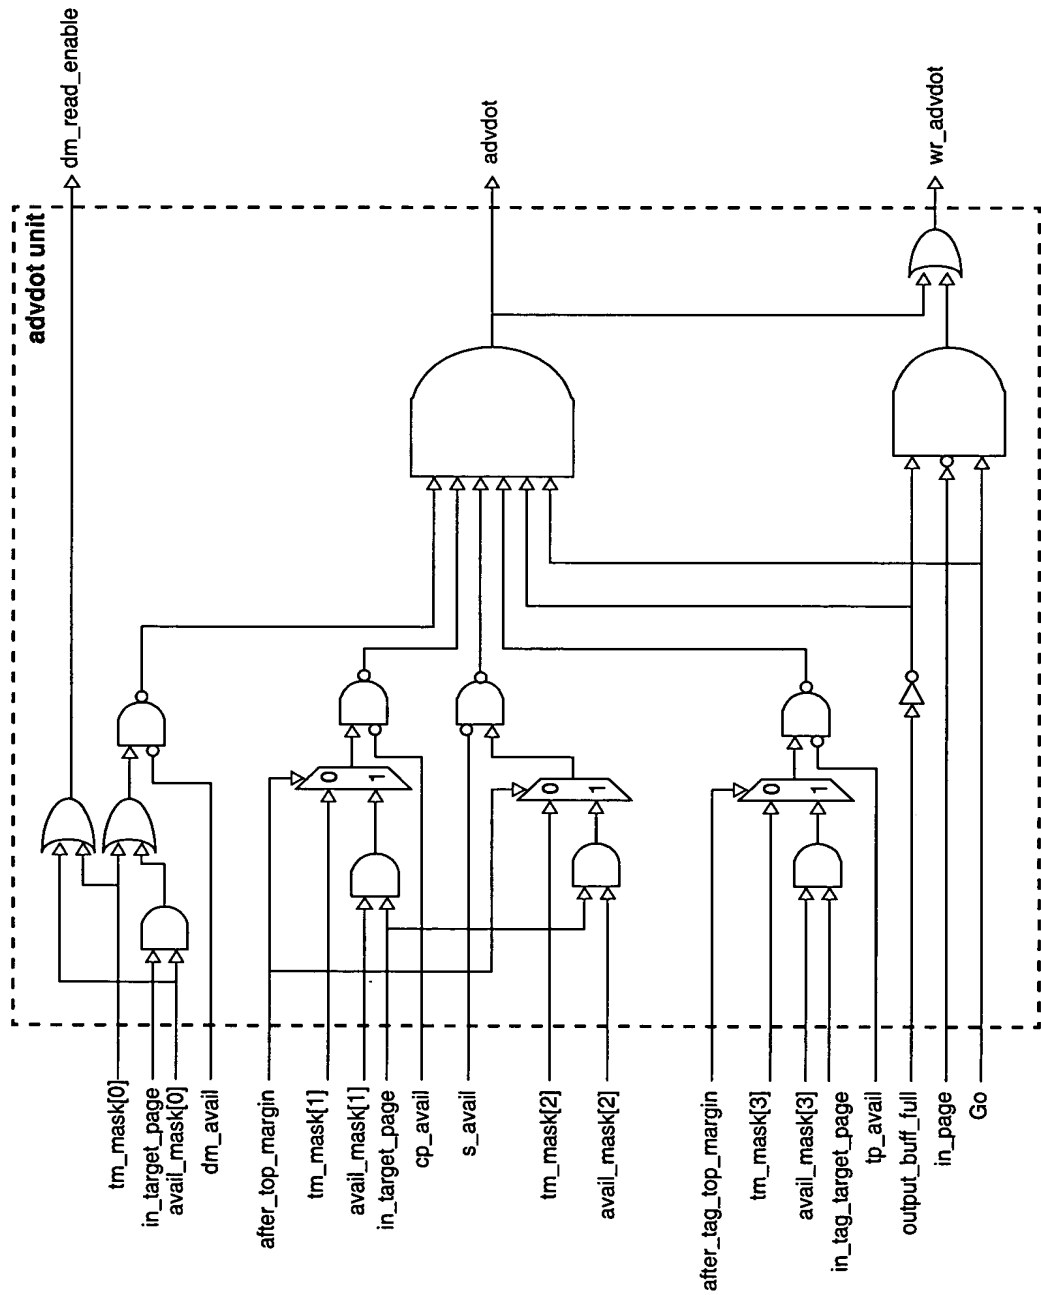 dm_read_enable
advdot
wr_advdot
advdot unit
0
1
0
1
0
1
tm_mask[0]
in_target_page
avail_mask[0]
dm_avail
after_top_margin
tm_mask[1]
avail_mask[1]
in_target_page
cp_avail
s_avail
tm_mask[2]
avail_mask[2]
after_tag_top_margin
tm_mask[3]
avail_mask[3]
in_tag_target_page
tp_avail
output_buff_full
in_page
Go